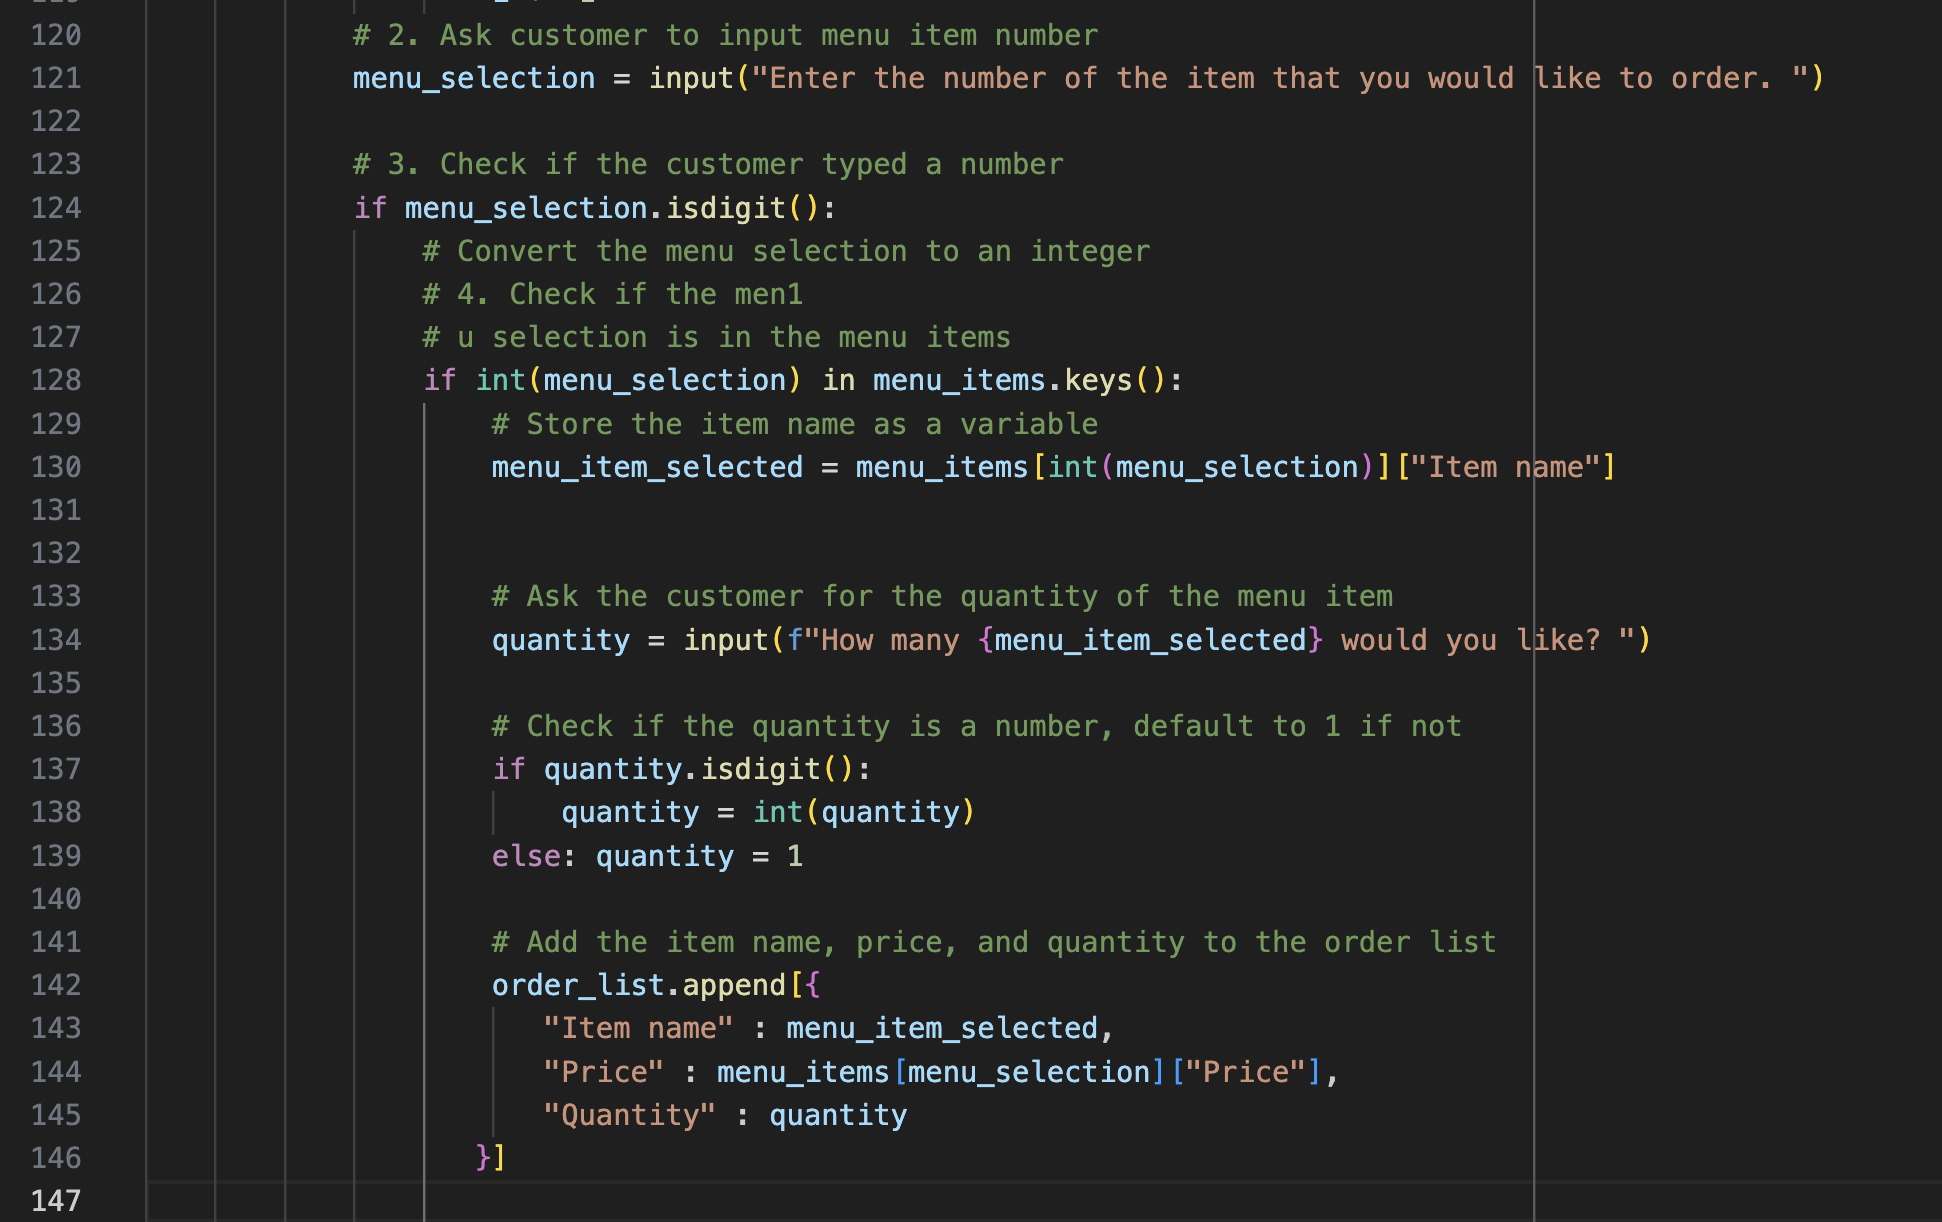 120 # 2. Ask customer to input menu item number
121 menu_selection = input("Enter the number of the item that you would like to order. ")
122
123 # 3. Check if the customer typed a number
124 if menu_selection.isdigit():
125 # Convert the menu selection to an integer
126 # 4. Check if the men1
127 # u selection is in the menu items
128 if int(menu_selection) in menu_items.keys():
129 # Store the item name as a variable
130 menu_item_selected = menu_items[int(menu_selection)]["Item name"]
131
132
133 # Ask the customer for the quantity of the menu item
134 quantity = input(f"How many {menu_item_selected} would you like? ")
135
136 # Check if the quantity is a number, default to 1 if not
137 if quantity.isdigit():
138 quantity = int(quantity)
139 else: quantity = 1
140
141 # Add the item name, price, and quantity to the order list
142 order_list.append[{
143 "Item name" : menu_item_selected,
144 "Price" : menu_items[menu_selection]["Price"],
145 "Quantity" : quantity
146 }]
147